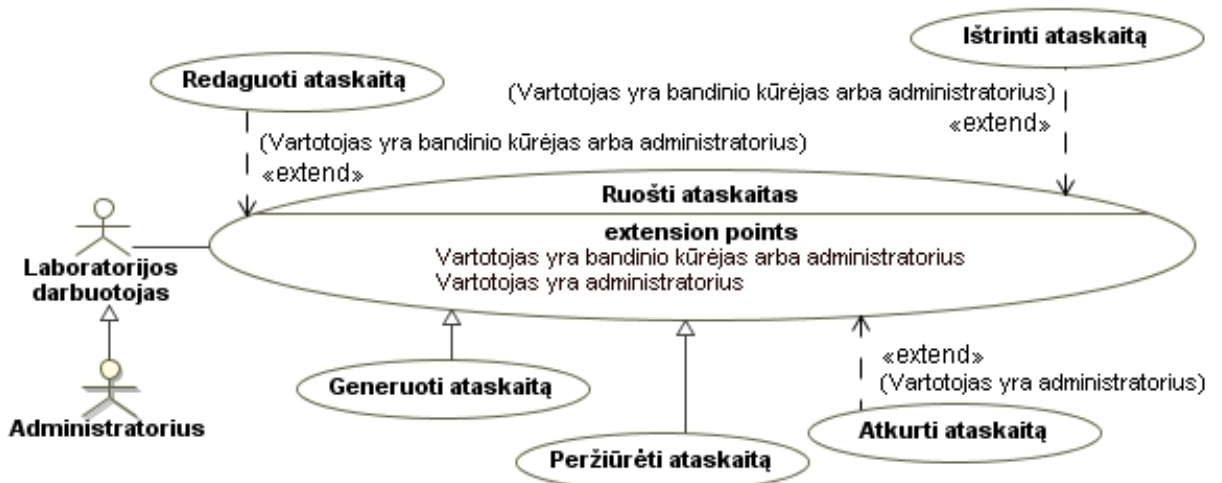 Ištrinti ataskaitą
Redaguoti ataskaitą
(Vartotojas yra bandinio kūrėjas arba administratorius)
«extend»
(Vartotojas yra bandinio kūrėjas arba administratorius)
«extend»
Ruošti ataskaitas
extension points
Vartotojas yra bandinio kūrėjas arba administratorius
Vartotojas yra administratorius
Laboratorijos
darbuotojas
«extend»
(Vartotojas yra administratorius)
Generuoti ataskaitą
Administratorius
Atkurti ataskaitą
Peržiūrėti ataskaitą